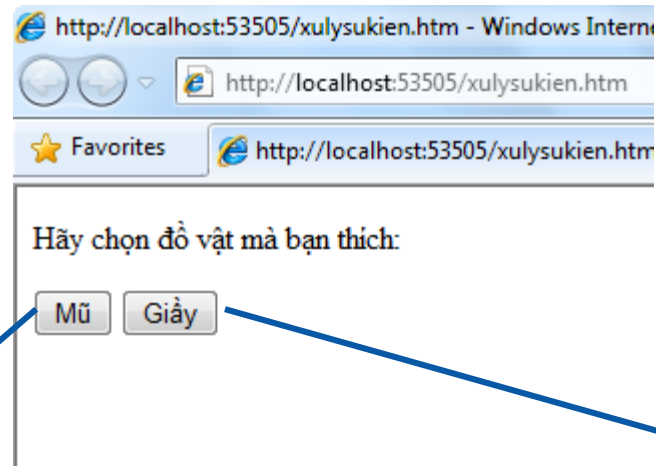 http://localhost:53505/xulysukien.htm - Windows Interne
http://localhost:53505/xulysukien.htm
Favorites
http://localhost:53505/xulysukien.htm
Hãy chọn đồ vật mà bạn thích:
Mũ
Giầy